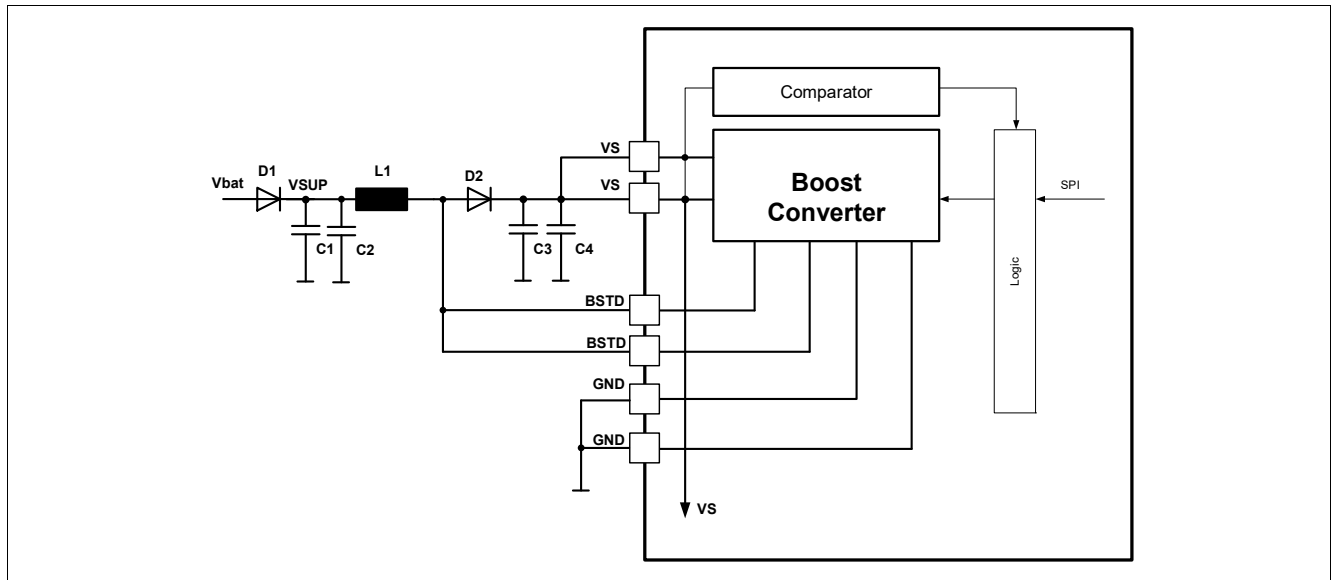 Comparator
VS
D1
L1
D2
Vbat
VSUP
VS
Boost
Converter
SPI
C1
C2
C3
C4
Logic
BSTD
BSTD
GND
GND
VS